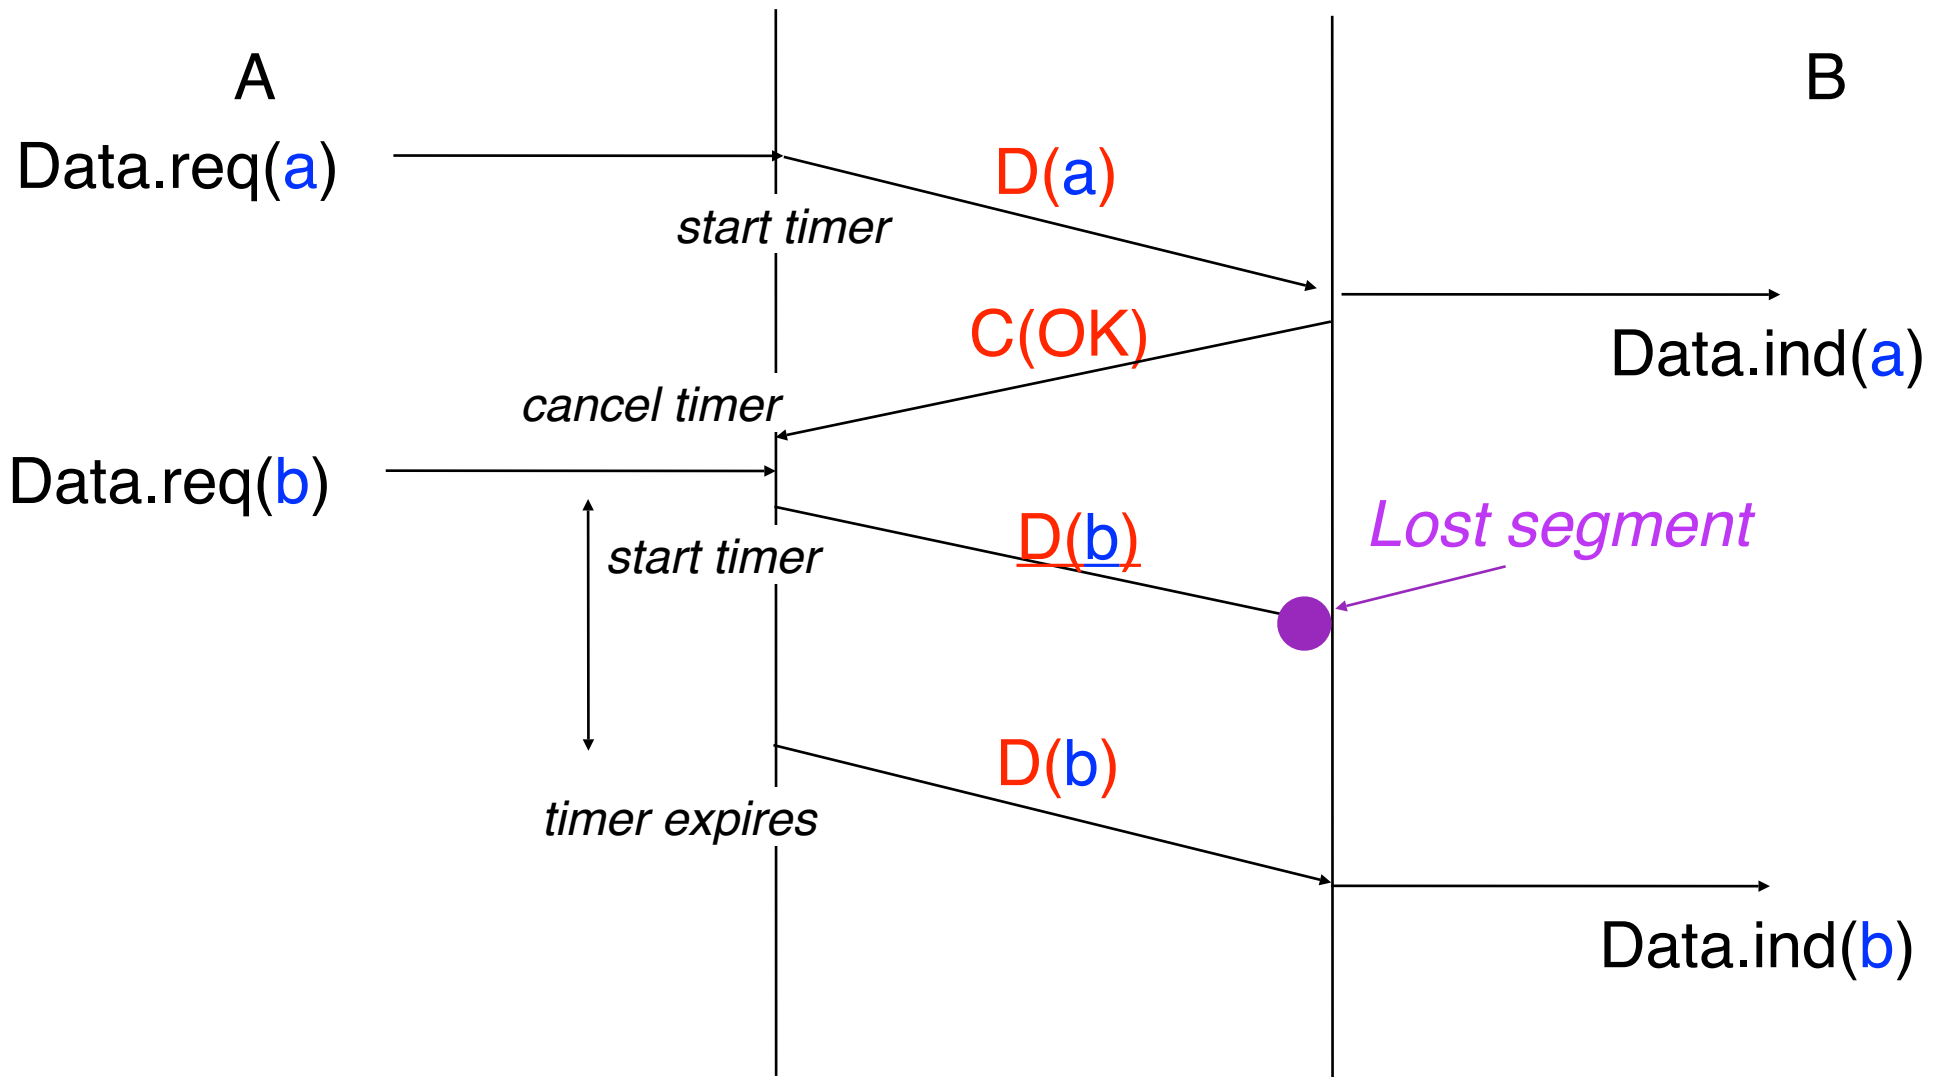 A
B
Data.req(a)
D(a)
start timer
C(OK)
Data.ind(a)
cancel timer
Data.req(b)
Lost segment
D(b)
start timer
D(b)
timer expires
Data.ind(b)